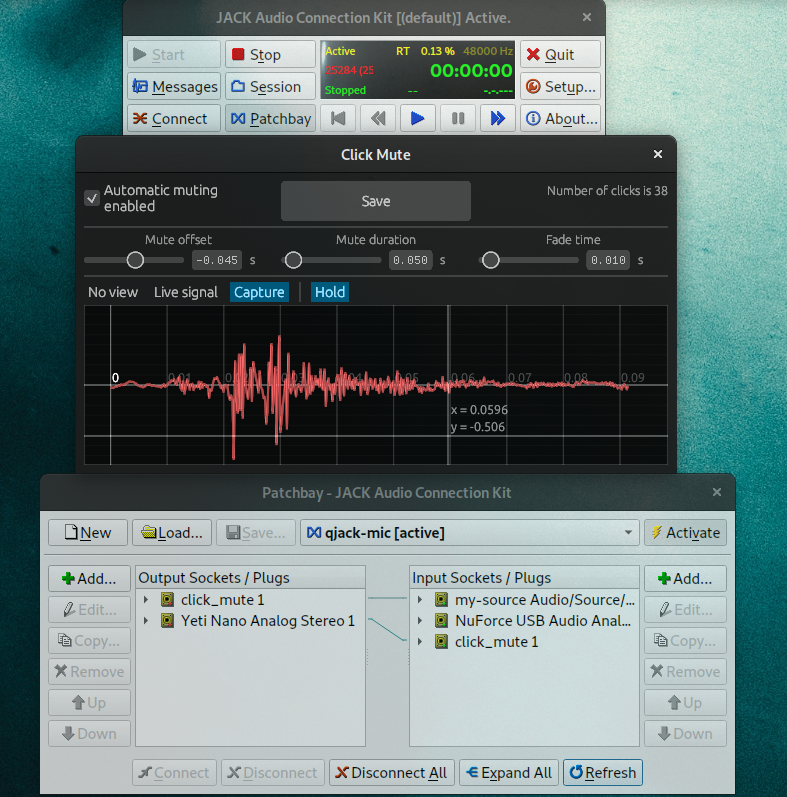 JACK Audio Connection Kit [(default)] Active.
Start
Stop
Active RT 0.13 % 48000 Hz
Quit
25284 (25
00:00:00
Messages
Session
Setup...
Stopped -- -.-.---
Connect
Patchbay
About...
Click Mute
Automatic muting
enabled
Save
Number of clicks is 38
Mute offset
Mute duration
Fade time
-0.045 s
0.050 s
0.010 s
No view Live signal Capture Hold
0 0.01 0.03 0.04 0.05 0.06 0.07 0.08 0.09
x = 0.0596
y = -0.506
Patchbay - JACK Audio Connection Kit
New
Load...
Save...
qjack-mic [active]
Activate
Add...
Output Sockets / Plugs
Input Sockets / Plugs
Add...
Edit...
click_mute 1
my-source Audio/Source/...
Edit...
Yeti Nano Analog Stereo 1
NuForce USB Audio Anal...
Copy...
click_mute 1
Copy...
Remove
Remove
Up
Up
Down
Down
Connect
Disconnect
Disconnect All
Expand All
Refresh